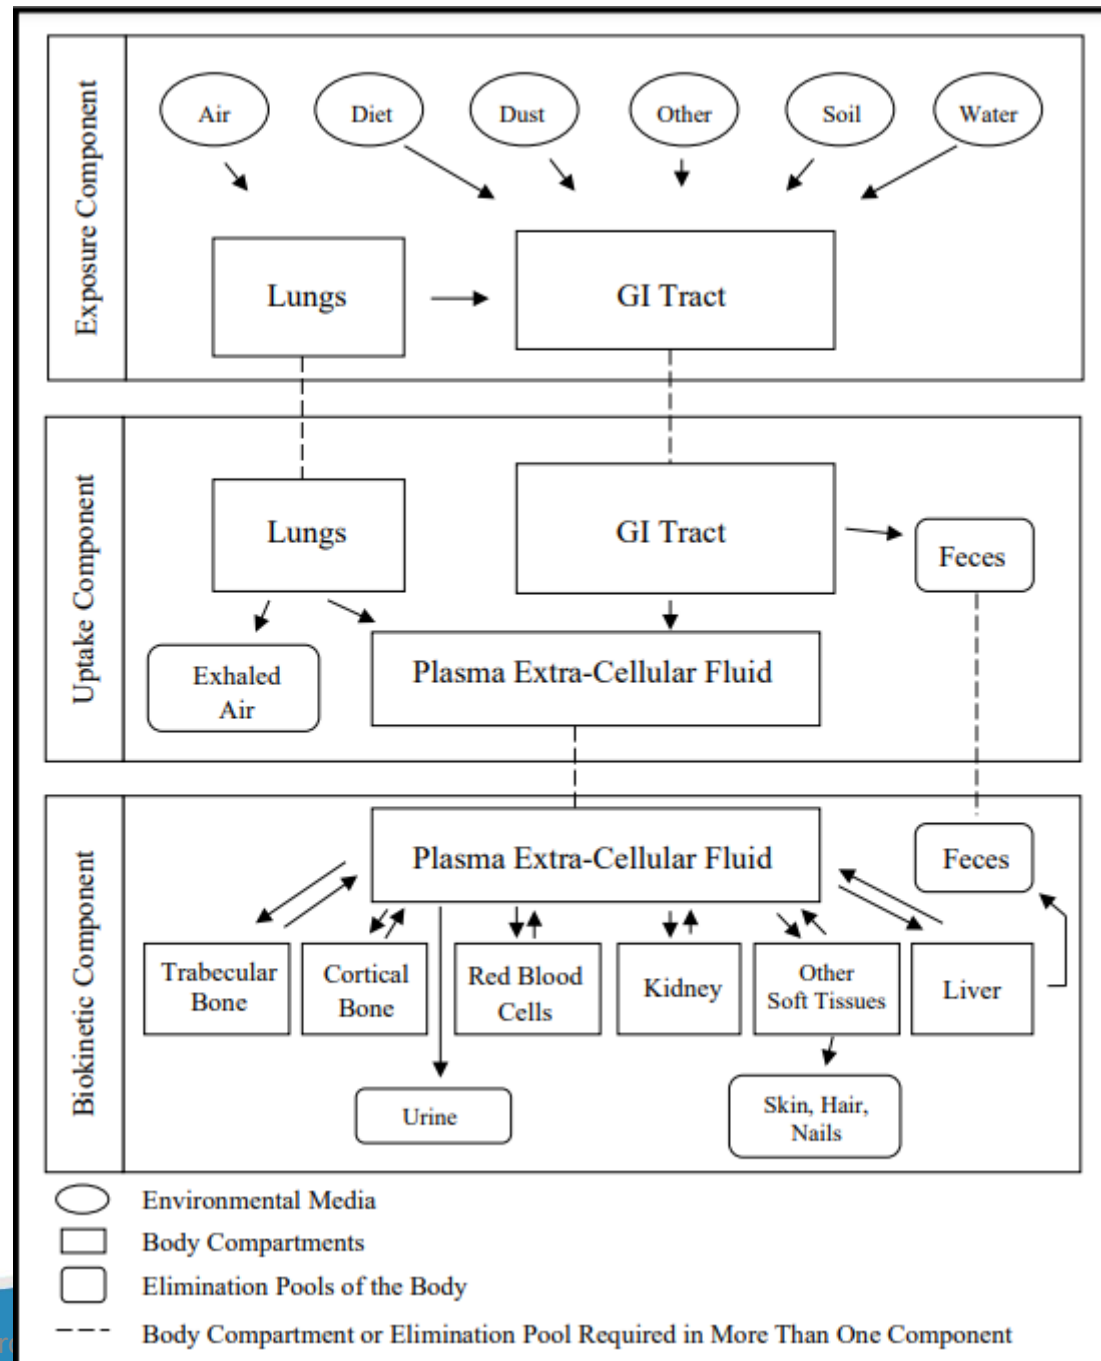 Exposure Component
Air
Diet
Dust
Other
Soil
Water
Lungs
GI Tract
Uptake Component
Lungs
GI Tract
Feces
Exhaled
Air
Plasma Extra-Cellular Fluid
Biokinetic Component
Plasma Extra-Cellular Fluid
Feces
Trabecular
Bone
Cortical
Bone
Red Blood
Cells
Kidney
Other
Soft Tissues
Liver
Urine
Skin, Hair,
Nails
Environmental Media
Body Compartments
Elimination Pools of the Body
Body Compartment or Elimination Pool Required in More Than One Component